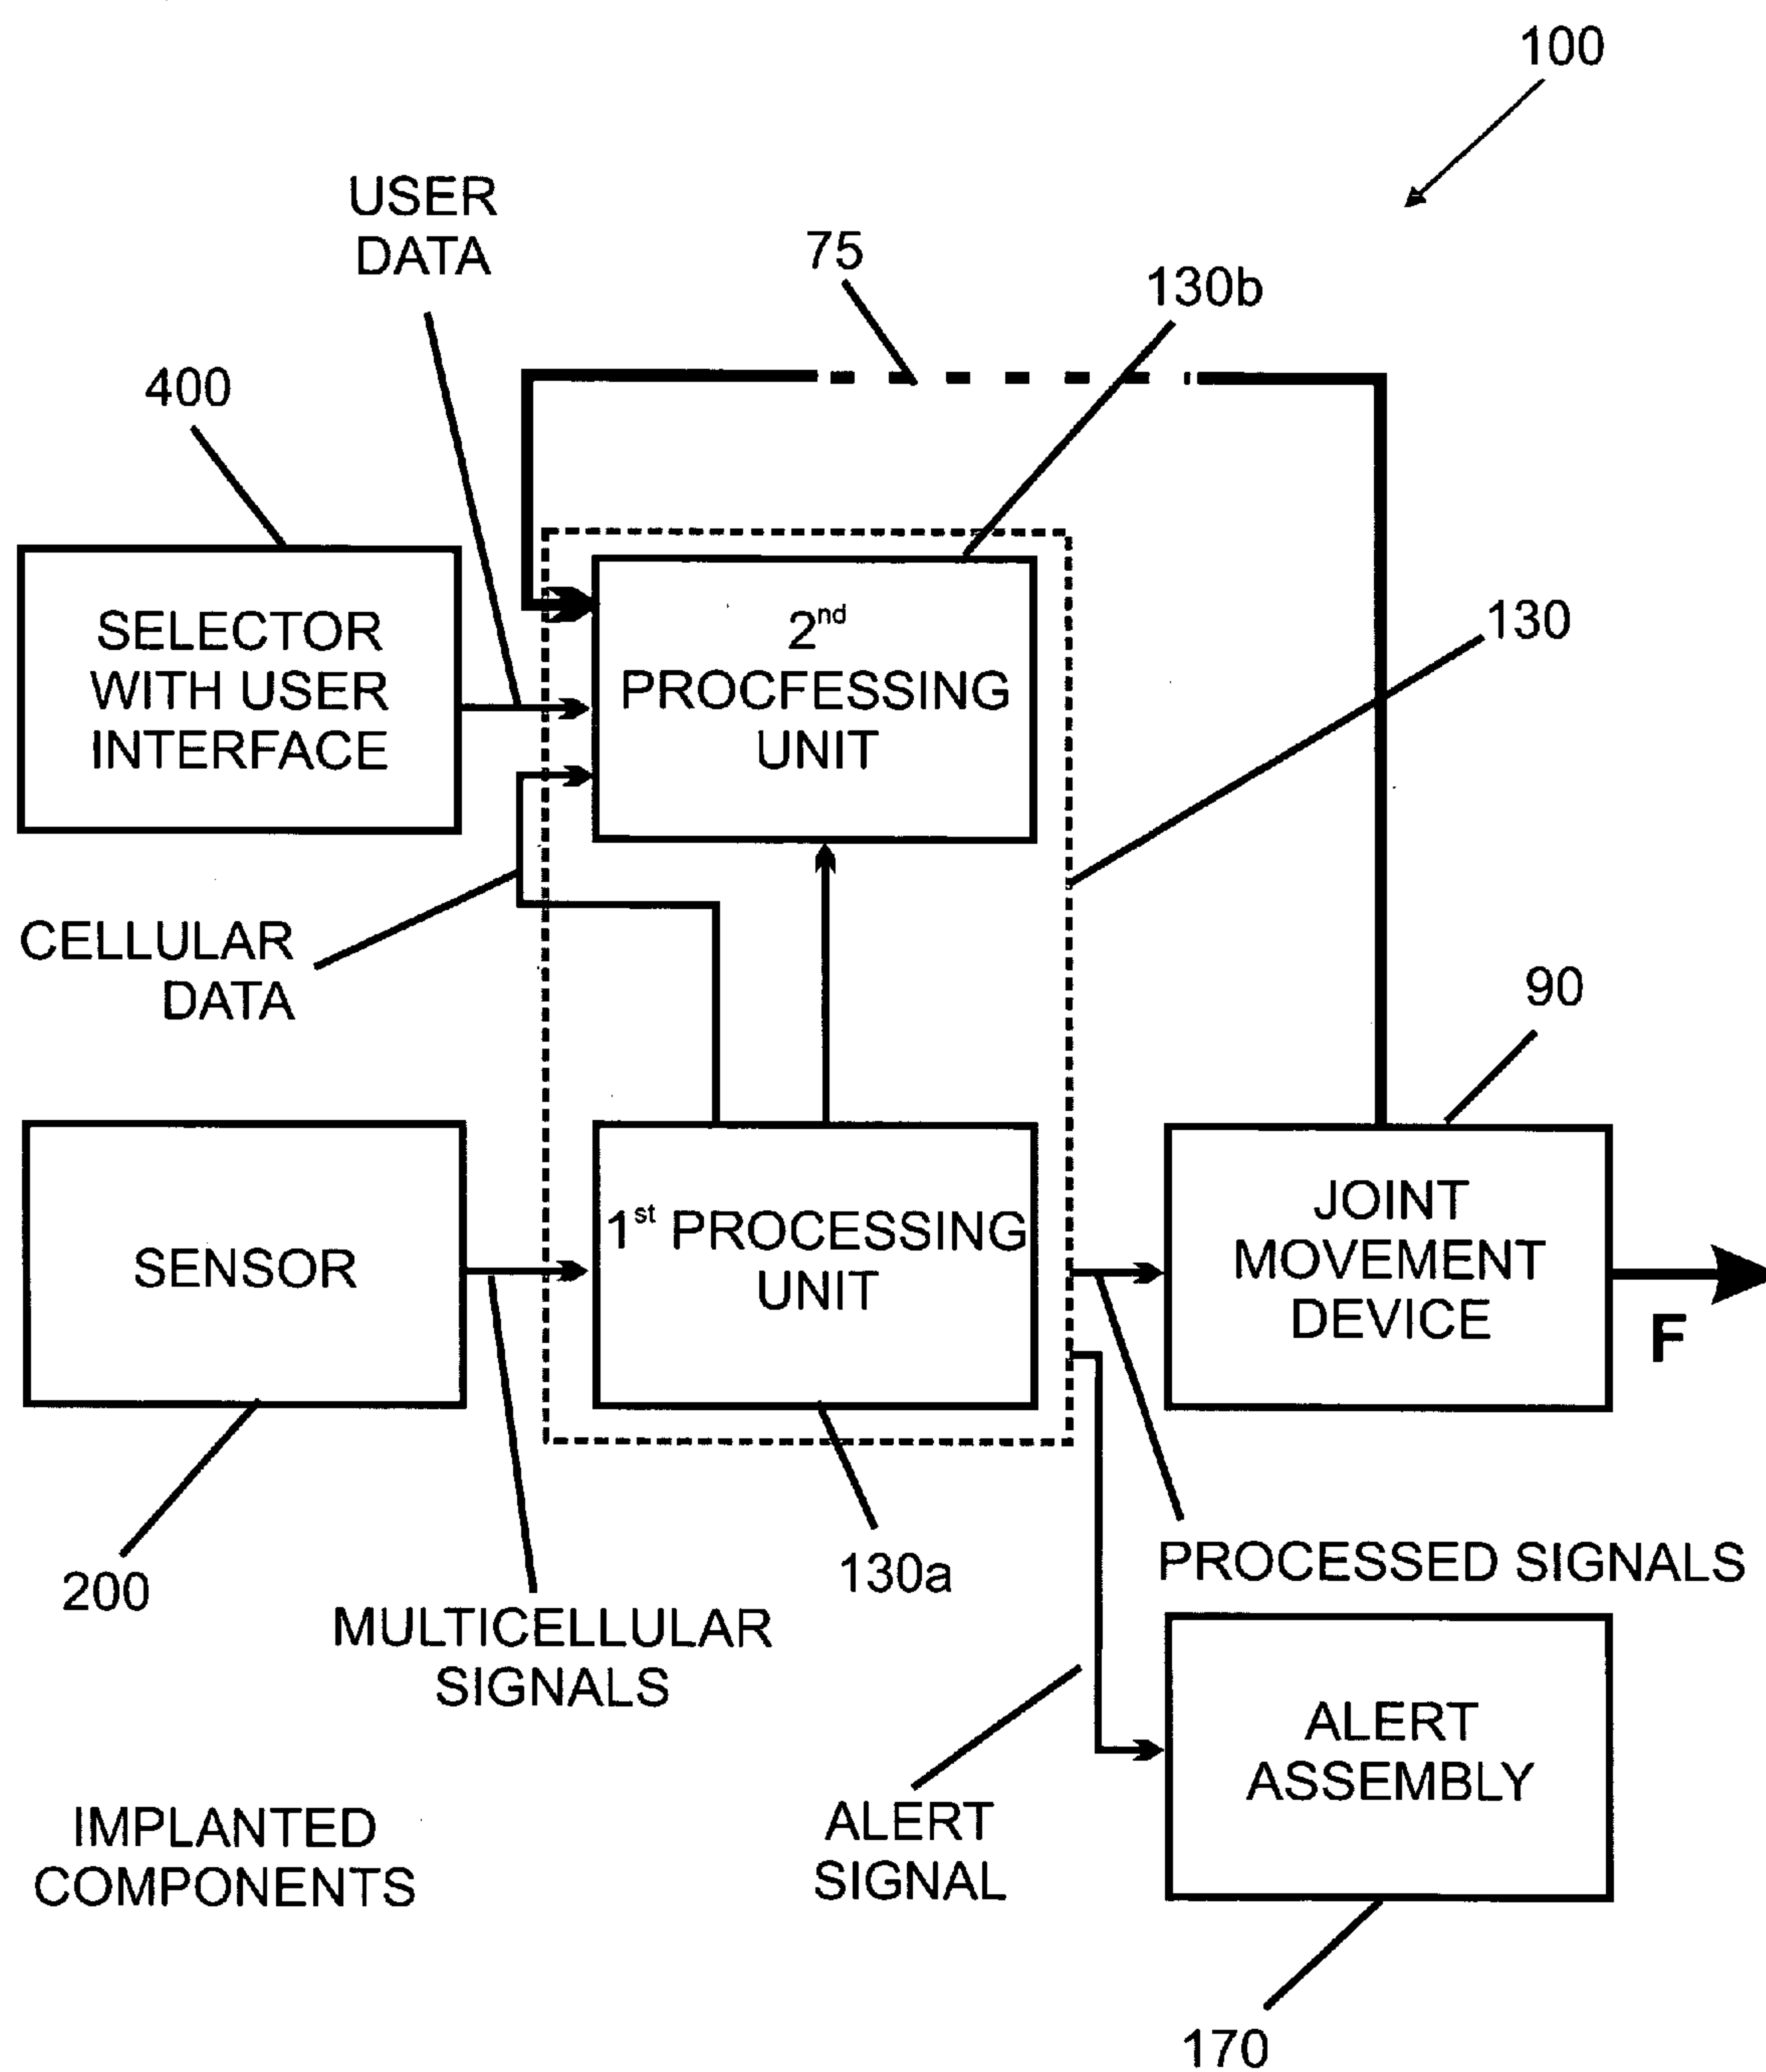 100
USER
DATA
75
130b
400
SELECTOR
WITH USER
INTERFACE
2nd
PROCFESSING
UNIT
130
CELLULAR
DATA
90
SENSOR
1st PROCESSING
UNIT
JOINT
MOVEMENT
DEVICE
F
200
130a
PROCESSED SIGNALS
MULTICELLULAR
SIGNALS
ALERT
ASSEMBLY
IMPLANTED
COMPONENTS
ALERT
SIGNAL
170